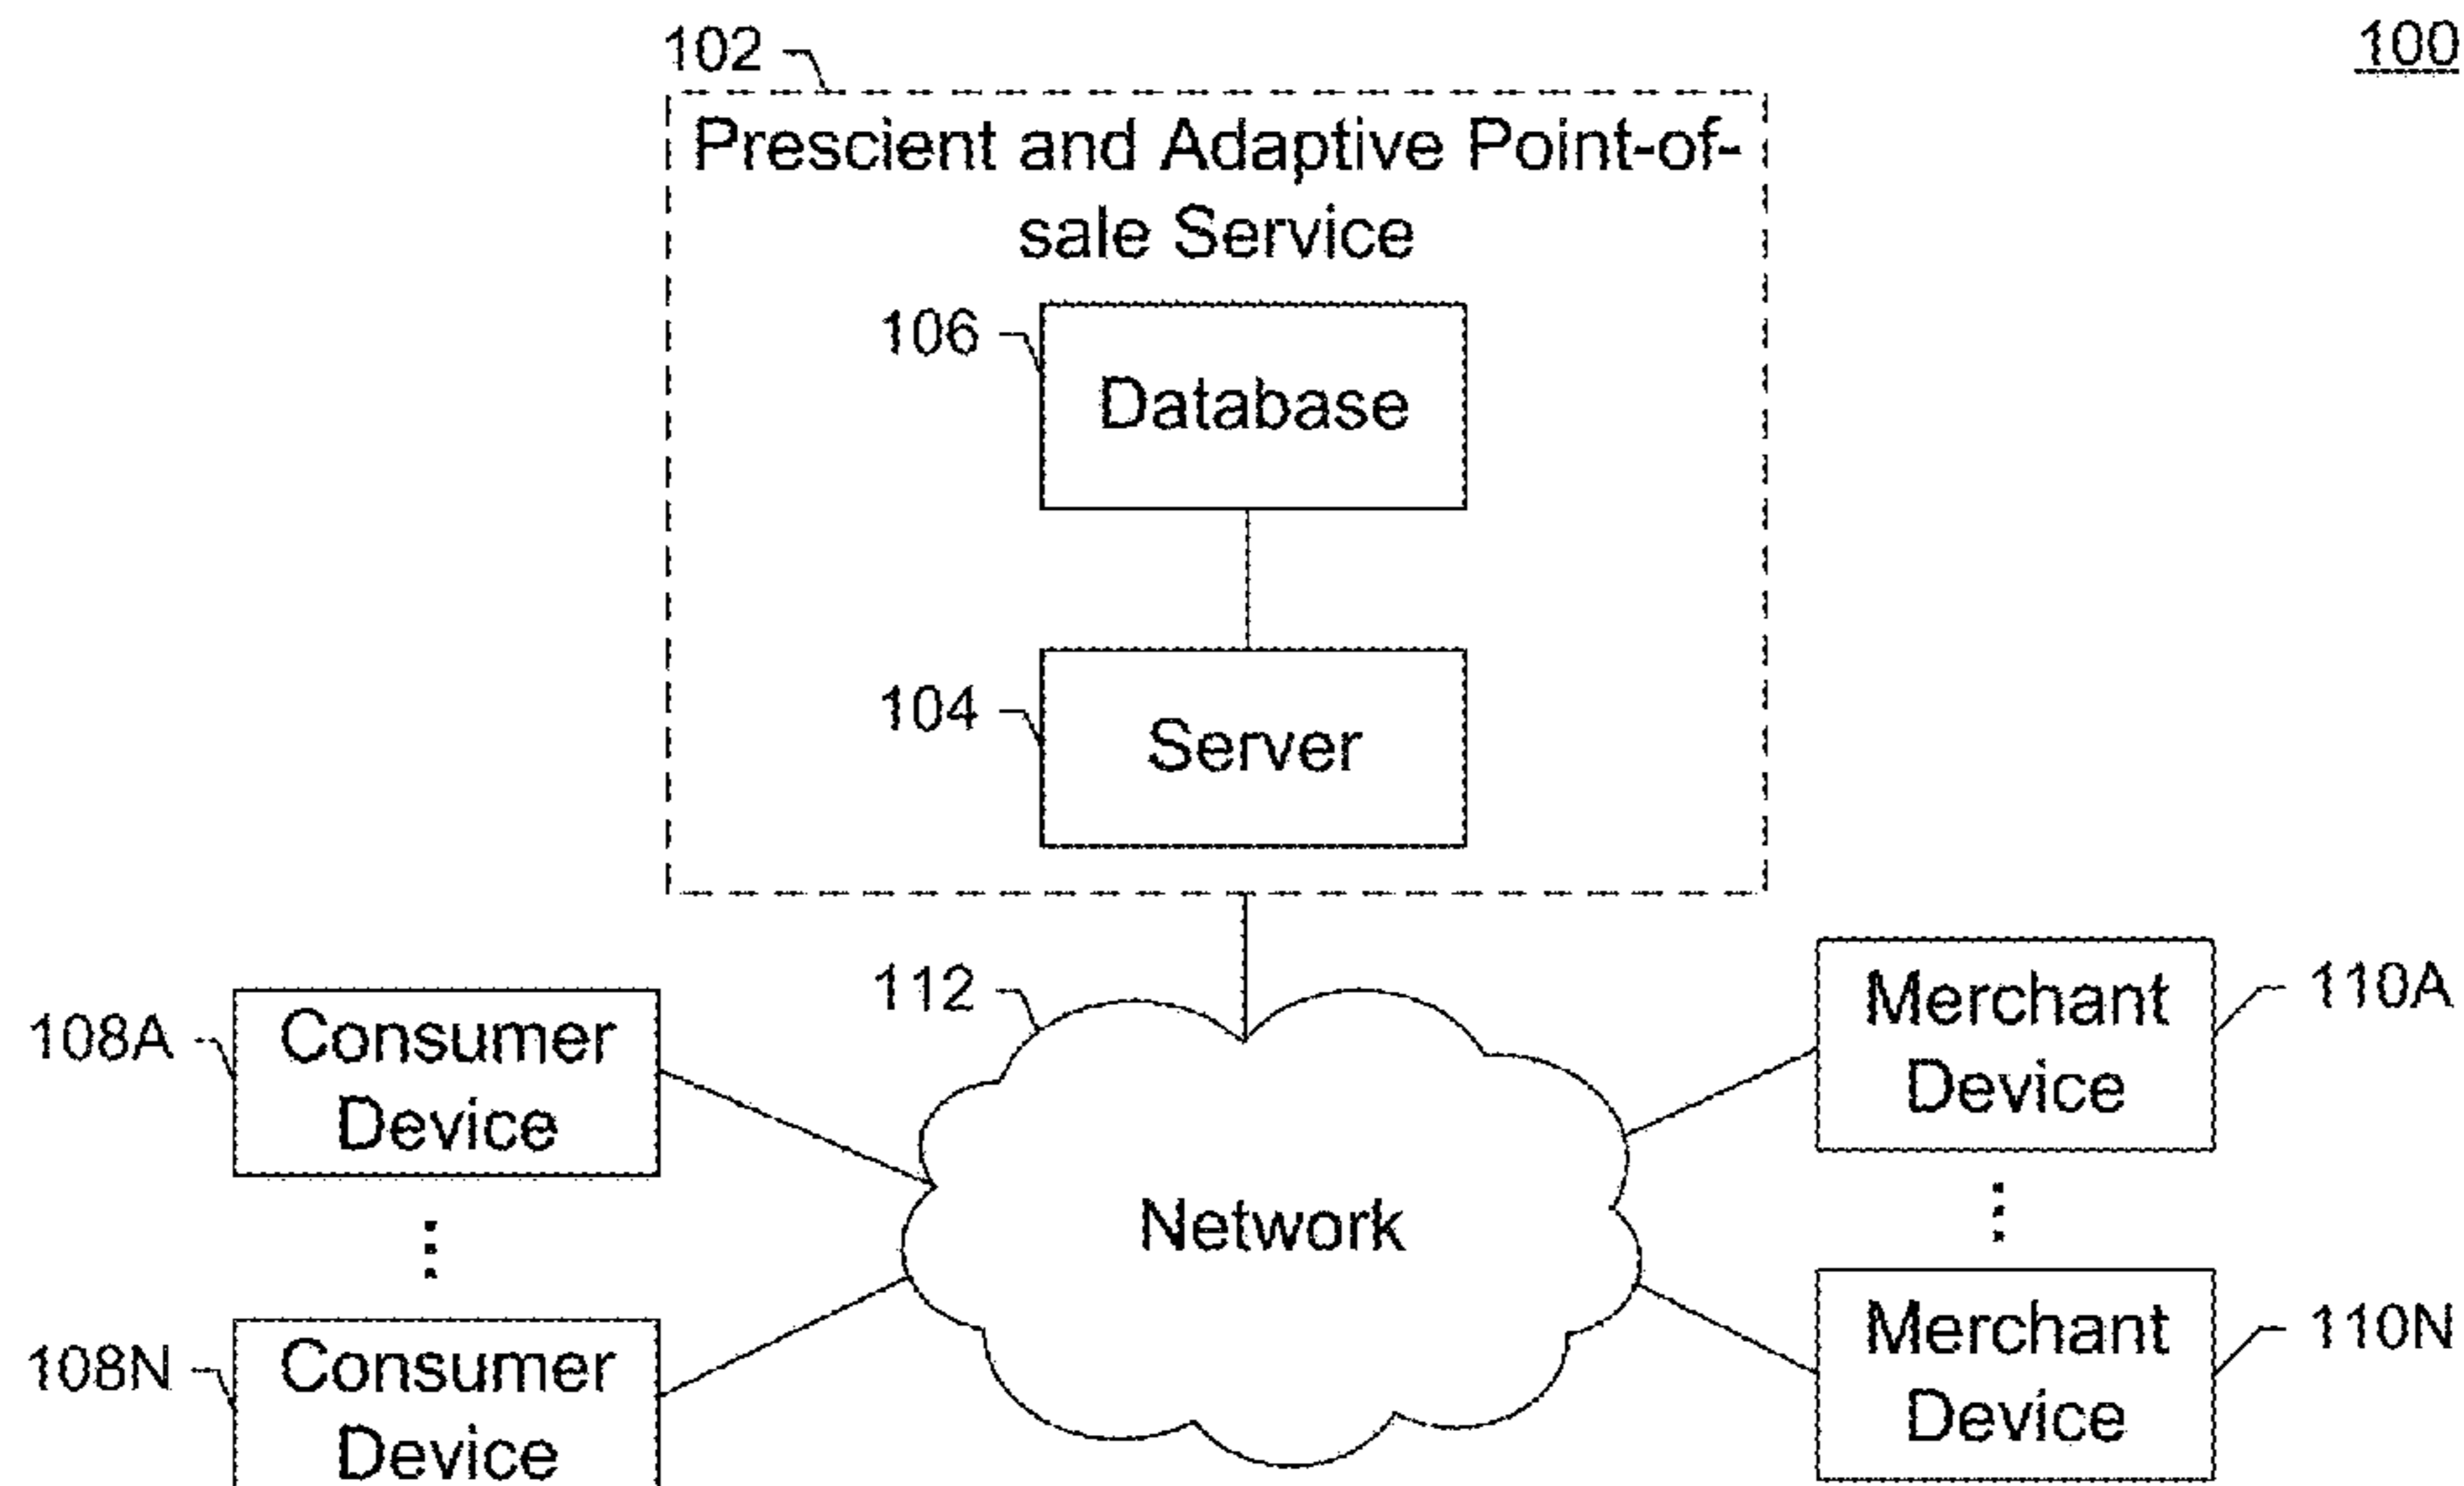 100
102
Prescient and Adaptive Point-of-
sale Service
106
Database
104
Server
112
Network
108A
Consumer
Device
108N
Consumer
Device
Merchant
Device
110A
Merchant
Device
110N